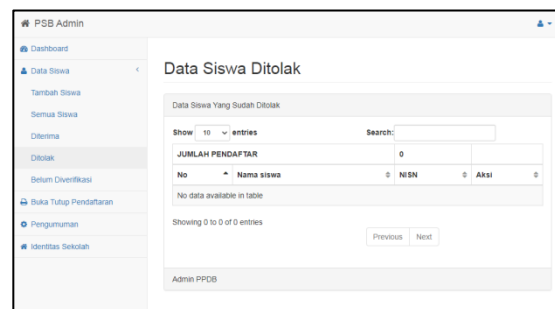 PSB Admin
Dashboard
Data Siswa
Tambah Siswa
Semua Siswa
Diterima
Ditolak
Belum Diverifikasi
Buka Tutup Pendaftaran
Pengumuman
Identitas Sekolah
Data Siswa Ditolak
Data Siswa Yang Sudah Ditolak
Show 10 entries Search:
JUMLAH PENDAFTAR 0
No Nama siswa NISN Aksi
No data available in table
Showing 0 to 0 of 0 entries
Previous Next
Admin PPDB